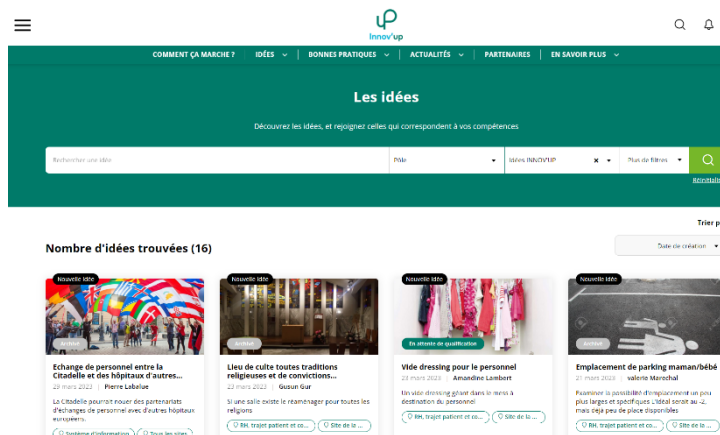 Innov'up
COMMENT ÇA MARCHE ? IDÉES BONNES PRATIQUES ACTUALITÉS PARTENAIRES EN SAVOIR PLUS
Les idées
Découvrez les idées, et rejoignez celles qui correspondent à vos compétences
Rechercher une idée Pôle Idées INNOV'UP x Plus de filtres
Réinitialis
Trier p
Nombre d'idées trouvées (16) Date de création
Nouvelle idée Nouvelle idée Nouvelle idée Nouvelle idée
Archivé Archivé En attente de qualification Archivé
Echange de personnel entre la
Citadelle et des hôpitaux d'autres...
29 mars 2023 | Pierre Labalue
La Citadelle pourrait nouer des partenariats
d'échanges de personnel avec d'autres hôpitaux
européens.
Système d'information Tous les sites
Lieu de culte toutes traditions
religieuses et de convictions...
23 mars 2023 | Gusun Gur
Si une salle existe le réaménager pour toutes les
religions
RH, trajet patient et co... Site de la ...
Vide dressing pour le personnel
23 mars 2023 | Amandine Lambert
Un vide dressing géant dans le mess à
destination du personnel
RH, trajet patient et co... Site de la ...
Emplacement de parking maman/bébé
21 mars 2023 | valerie Marechal
Examiner la possibilité d'emplacement un peu
plus larges et spécifiques L'idéal serait au -2.
mais déjà peu de place disponibles
RH, trajet patient et co... Site de la ...